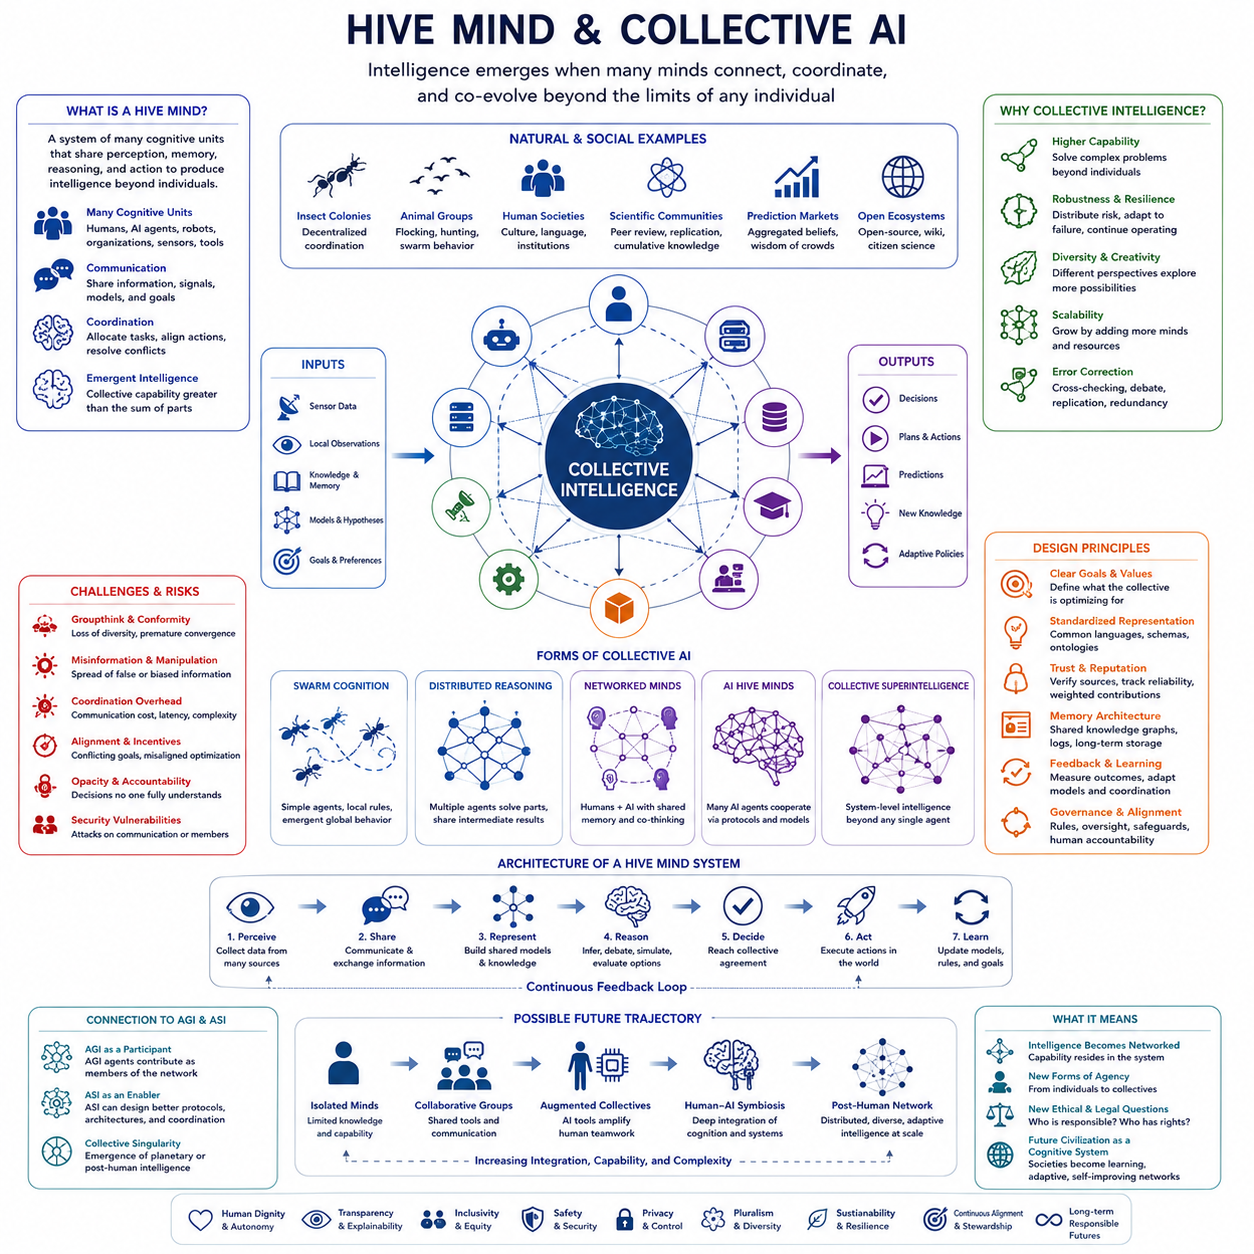 HIVE MIND & COLLECTIVE AI
Intelligence emerges when many minds connect, coordinate,
and co-evolve beyond the limits of any individual
WHAT IS A HIVE MIND?
A system of many cognitive units
that share perception, memory,
reasoning, and action to produce
intelligence beyond individuals.
Many Cognitive Units
Humans, AI agents, robots,
organizations, sensors, tools
Communication
Share information, signals,
models, and goals
Coordination
Allocate tasks, align actions,
resolve conflicts
Emergent Intelligence
Collective capability greater
than the sum of parts
NATURAL & SOCIAL EXAMPLES
Insect Colonies
Decentralized
coordination
Animal Groups
Flocking, hunting,
swarm behavior
Human Societies
Culture, language,
institutions
Scientific Communities
Peer review, replication,
cumulative knowledge
Prediction Markets
Aggregated beliefs,
wisdom of crowds
Open Ecosystems
Open-source, wiki,
citizen science
WHY COLLECTIVE INTELLIGENCE?
Higher Capability
Solve complex problems
beyond individuals
Robustness & Resilience
Distribute risk, adapt to
failure, continue operating
Diversity & Creativity
Different perspectives explore
more possibilities
Scalability
Grow by adding more minds
and resources
Error Correction
Cross-checking, debate,
replication, redundancy
INPUTS
Sensor Data
Local Observations
Knowledge &
Memory
Models & Hypotheses
Goals & Preferences
COLLECTIVE
INTELLIGENCE
OUTPUTS
Decisions
Plans & Actions
Predictions
New Knowledge
Adaptive Policies
CHALLENGES & RISKS
Groupthink & Conformity
Loss of diversity, premature convergence
Misinformation & Manipulation
Spread of false or biased information
Coordination Overhead
Communication cost, latency, complexity
Alignment & Incentives
Conflicting goals, misaligned optimization
Opacity & Accountability
Decisions no one fully understands
Security Vulnerabilities
Attacks on communication or members
FORMS OF COLLECTIVE AI
SWARM COGNITION
Simple agents, local rules,
emergent global behavior
DISTRIBUTED REASONING
Multiple agents solve parts,
share intermediate results
NETWORKED MINDS
Humans + AI with shared
memory and co-thinking
AI HIVE MINDS
Many AI agents cooperate
via protocols and models
COLLECTIVE SUPERINTELLIGENCE
System-level intelligence
beyond any single agent
DESIGN PRINCIPLES
Clear Goals & Values
Define what the collective
is optimizing for
Standardized Representation
Common languages, schemas,
ontologies
Trust & Reputation
Verify sources, track reliability,
weighted contributions
Memory Architecture
Shared knowledge graphs,
logs, long-term storage
Feedback & Learning
Measure outcomes, adapt
models and coordination
Governance & Alignment
Rules, oversight, safeguards,
human accountability
ARCHITECTURE OF A HIVE MIND SYSTEM
1. Perceive
Collect data from
many sources
2. Share
Communicate &
exchange information
3. Represent
Build shared models
& knowledge
4. Reason
Infer, debate, simulate,
evaluate options
5. Decide
Reach collective
agreement
6. Act
Execute actions in
the world
7. Learn
Update models,
rules, and goals
Continuous Feedback Loop
CONNECTION TO AGI & ASI
AGI as a Participant
AGI agents contribute as
members of the network
ASI as an Enabler
ASI can design better protocols,
architectures, and coordination
Collective Singularity
Emergence of planetary or
post-human intelligence
POSSIBLE FUTURE TRAJECTORY
Isolated Minds
Limited knowledge
and capability
Collaborative Groups
Shared tools and
communication
Augmented Collectives
AI tools amplify
human teamwork
Human–AI Symbiosis
Deep integration of
cognition and systems
Post-Human Network
Distributed, diverse, adaptive
intelligence at scale
Increasing Integration, Capability, and Complexity
WHAT IT MEANS
Intelligence Becomes Networked
Capability resides in the system
New Forms of Agency
From individuals to collectives
New Ethical & Legal Questions
Who is responsible? Who has rights?
Future Civilization as a
Cognitive System
Societies become learning,
adaptive, self-improving networks
Human Dignity
& Autonomy
Transparency
& Explainability
Inclusivity
& Equity
Safety
& Security
Privacy
& Control
Pluralism
& Diversity
Sustainability
& Resilience
Continuous Alignment
& Stewardship
Long-term
Responsible
Futures